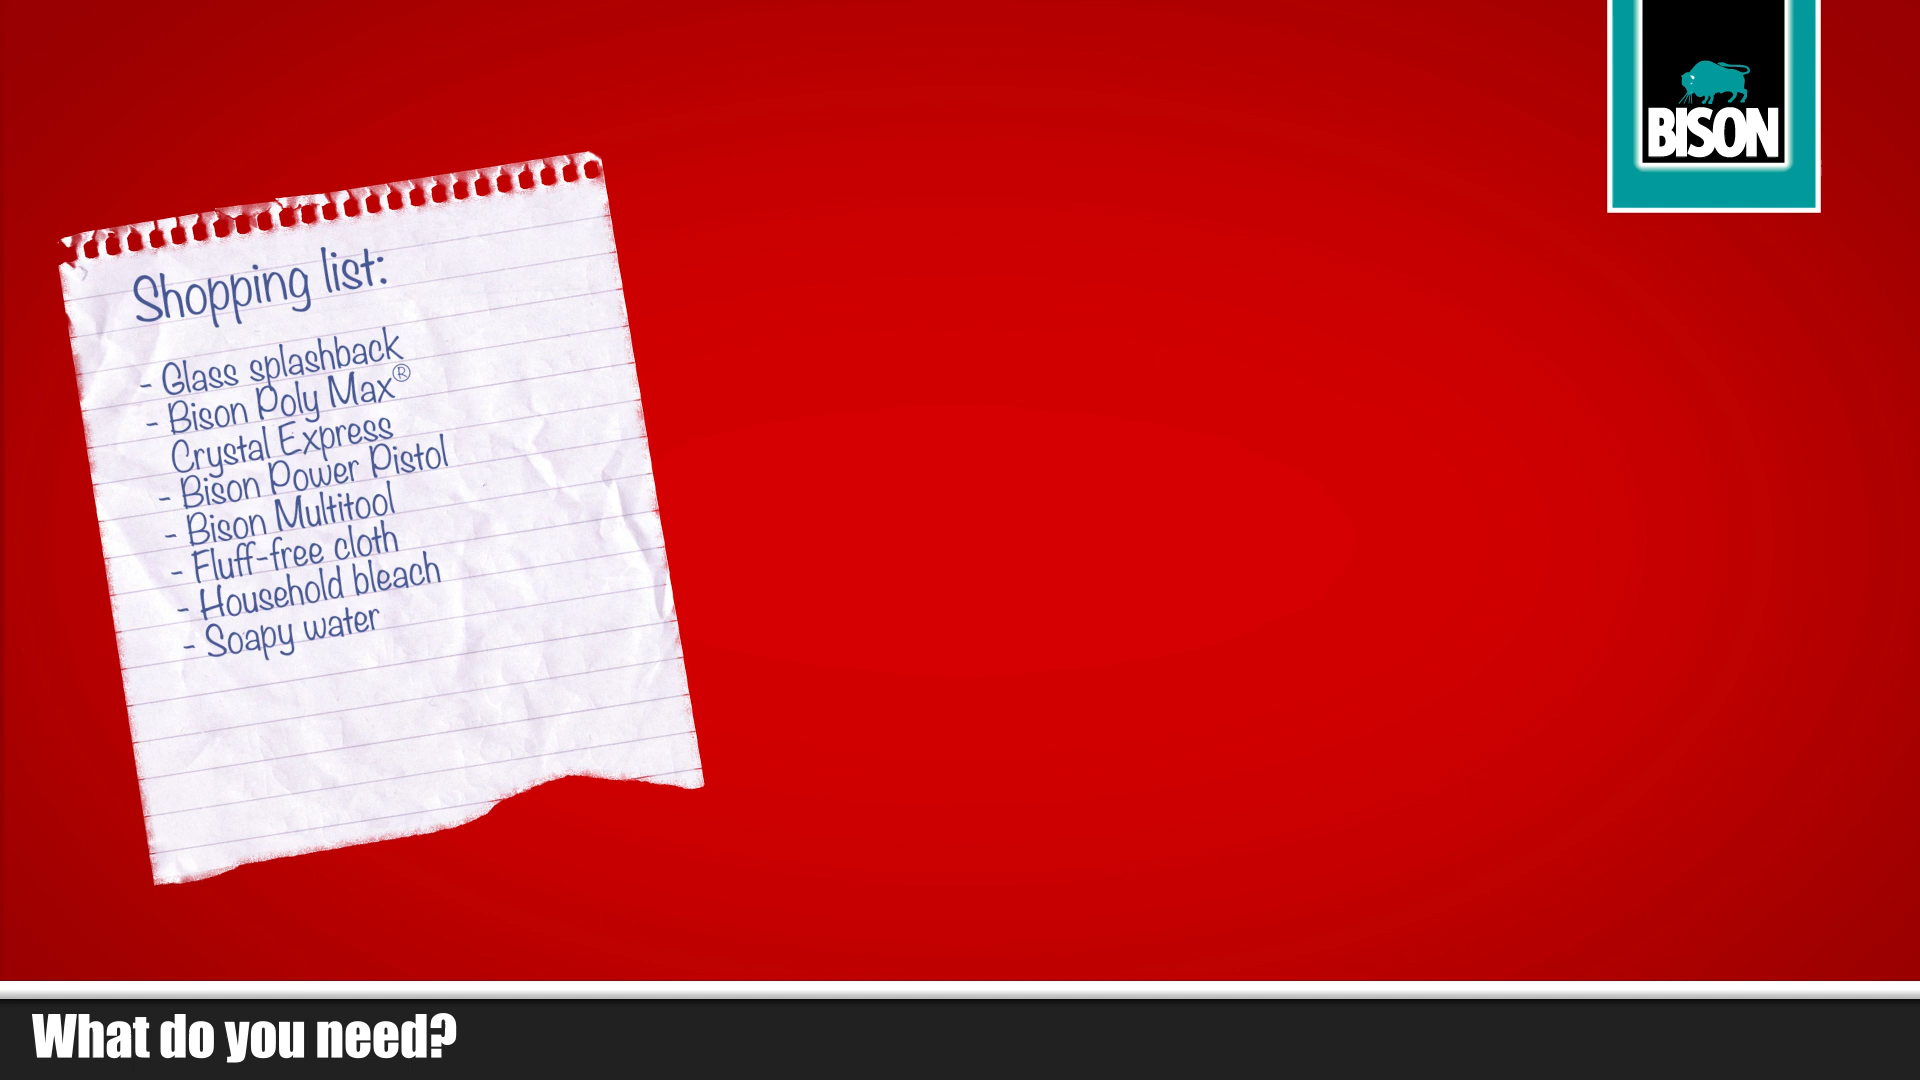 BISON
Shopping list:
- Glass splashback
- Bison Poly Max®
Crystal Express
- Bison Power Pistol
- Bison Multitool
- Fluff-free cloth
- Household bleach
- Soapy water
What do you need?